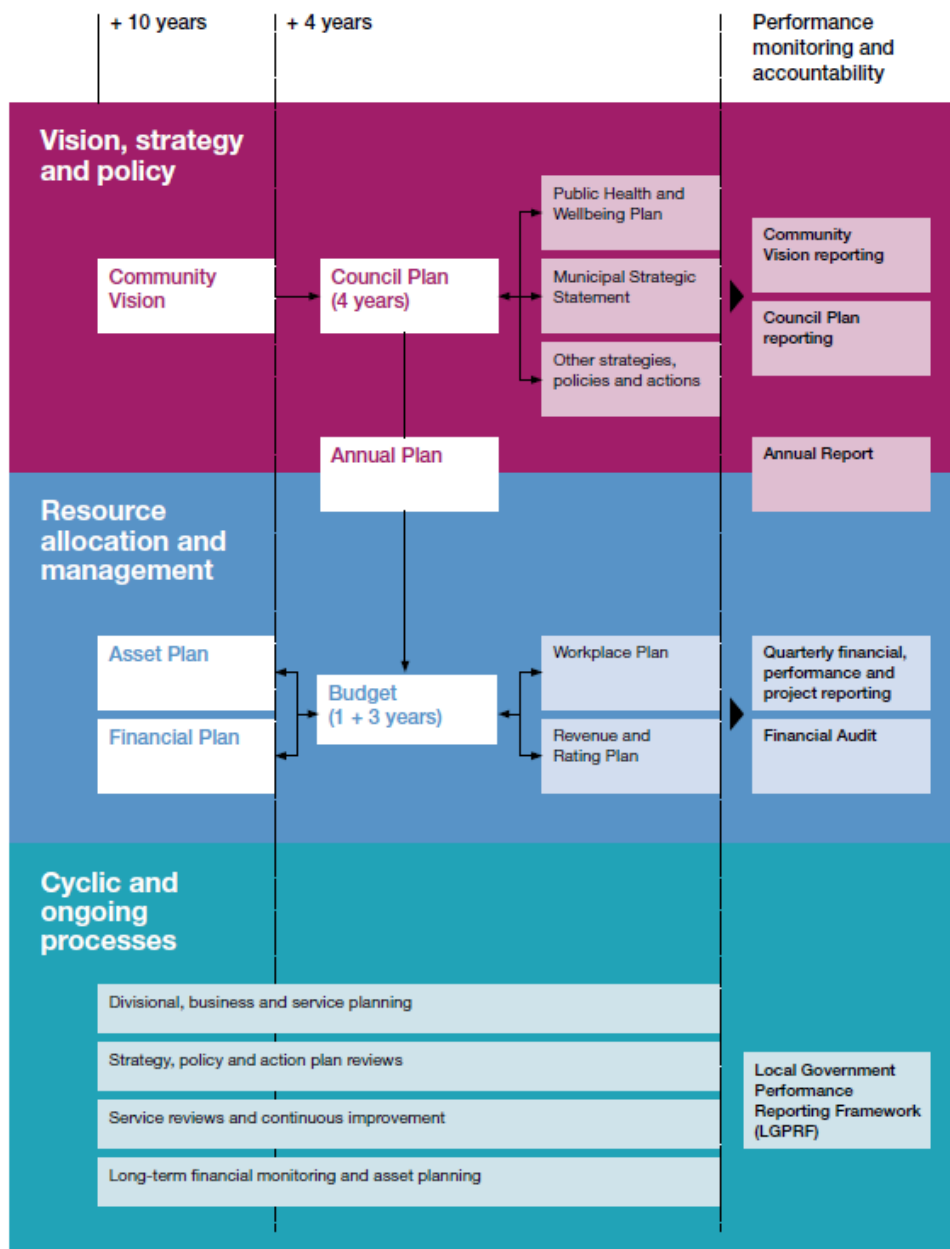 + 10 years
+ 4 years
Performance
monitoring and
accountability
Vision, strategy
and policy
Community
Vision
Council Plan
(4 years)
Public Health and
Wellbeing Plan
Municipal Strategic
Statement
Other strategies,
policies and actions
Community
Vision reporting
Council Plan
reporting
Annual Plan
Annual Report
Resource
allocation and
management
Asset Plan
Financial Plan
Budget
(1 + 3 years)
Workplace Plan
Revenue and
Rating Plan
Quarterly financial,
performance and
project reporting
Financial Audit
Cyclic and
ongoing
processes
Divisional, business and service planning
Strategy, policy and action plan reviews
Service reviews and continuous improvement
Long-term financial monitoring and asset planning
Local Government
Performance
Reporting Framework
(LGPRF)